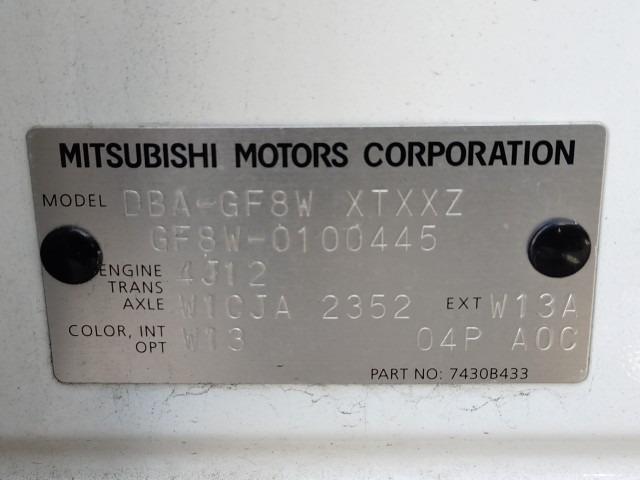 MITSUBISHI MOTORS CORPORATION
MODEL DBA-GF8W XTXXZ
GF8W-0100445
ENGINE 4J12
TRANS
AXLE W1CJA 2352 EXT W13A
COLOR, INT W13 04P A0C
OPT
PART NO: 7430B433